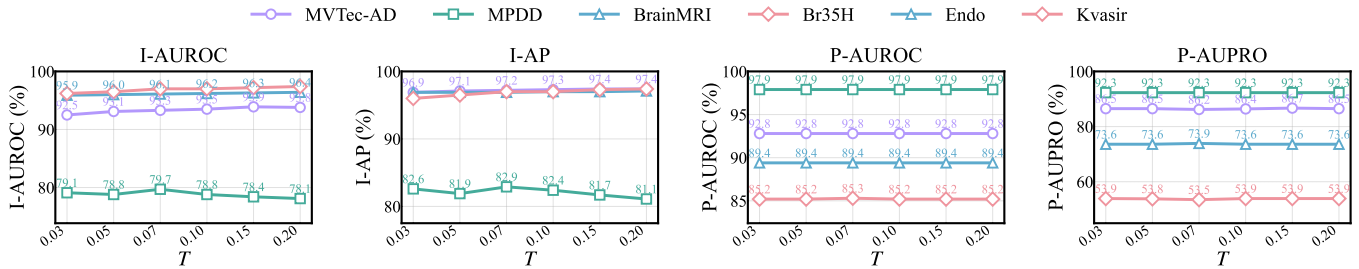 MVTec-AD MPDD BrainMRI Br35H Endo Kvasir
I-AUROC
I-AUROC (%)
100
90
80
95.9 96.0 96.1 96.2 96.3 96.4
79.1 78.8 79.7 78.8 78.4 78.1
0.03 0.05 0.07 0.10 0.15 0.20
T
I-AP
I-AP (%)
100
90
80
96.9 97.1 97.2 97.3 97.4 97.4
82.6 81.9 82.9 82.4 81.7 81.1
0.03 0.05 0.07 0.10 0.15 0.20
T
P-AUROC
P-AUROC (%)
100
95
90
85
97.9 97.9 97.9 97.9 97.9 97.9
92.8 92.8 92.8 92.8 92.8 92.8
89.4 89.4 89.4 89.4 89.4 89.4
85.2 85.2 85.3 85.2 85.2 85.2
0.03 0.05 0.07 0.10 0.15 0.20
T
P-AUPRO
P-AUPRO (%)
100
80
60
92.3 92.3 92.3 92.3 92.3 92.3
73.6 73.6 73.9 73.6 73.6 73.6
53.9 53.8 53.5 53.9 53.9 53.9
0.03 0.05 0.07 0.10 0.15 0.20
T